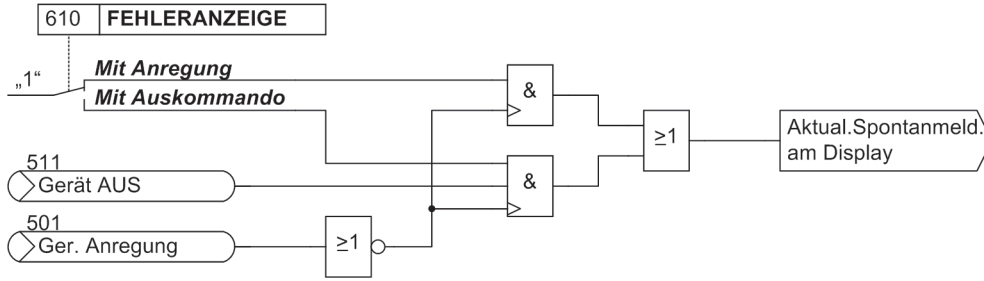 610 FEHLERANZEIGE
„1“
Mit Anregung
Mit Auskommando
&
≥1
Aktual.Spontanmeld.
am Display
511
Gerät AUS
&
501
Ger. Anregung
≥1